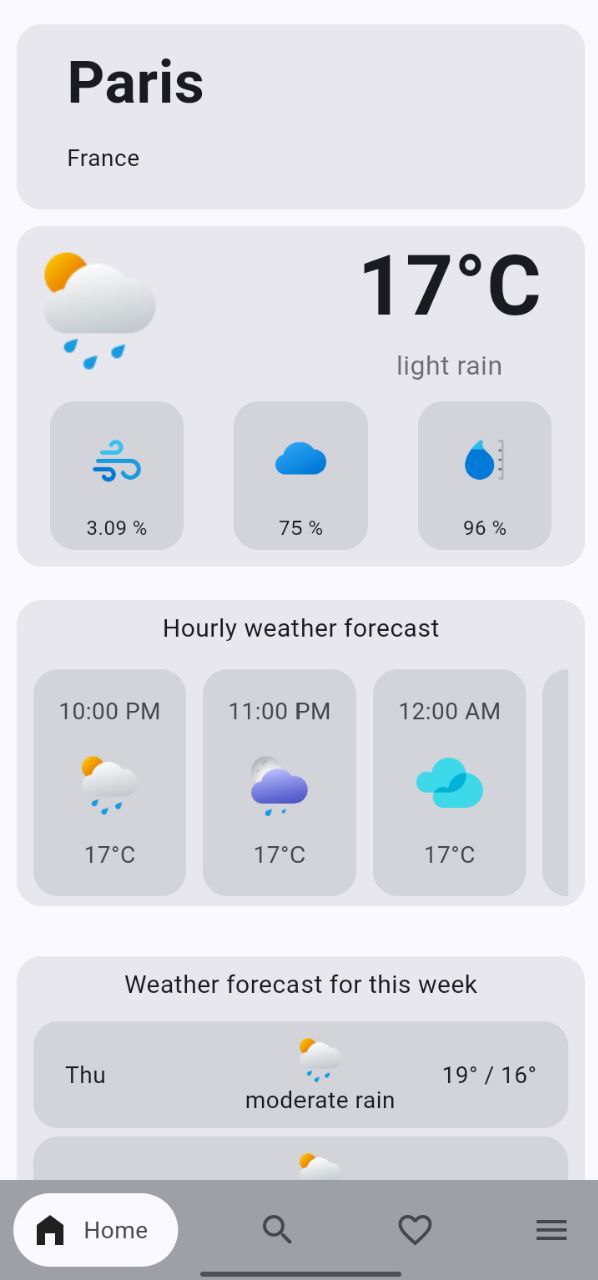 Paris
France
17°C
light rain
3.09 %
75 %
96 %
Hourly weather forecast
10:00 PM
11:00 PM
12:00 AM
17°C
17°C
17°C
Weather forecast for this week
Thu
moderate rain
19° / 16°
Home